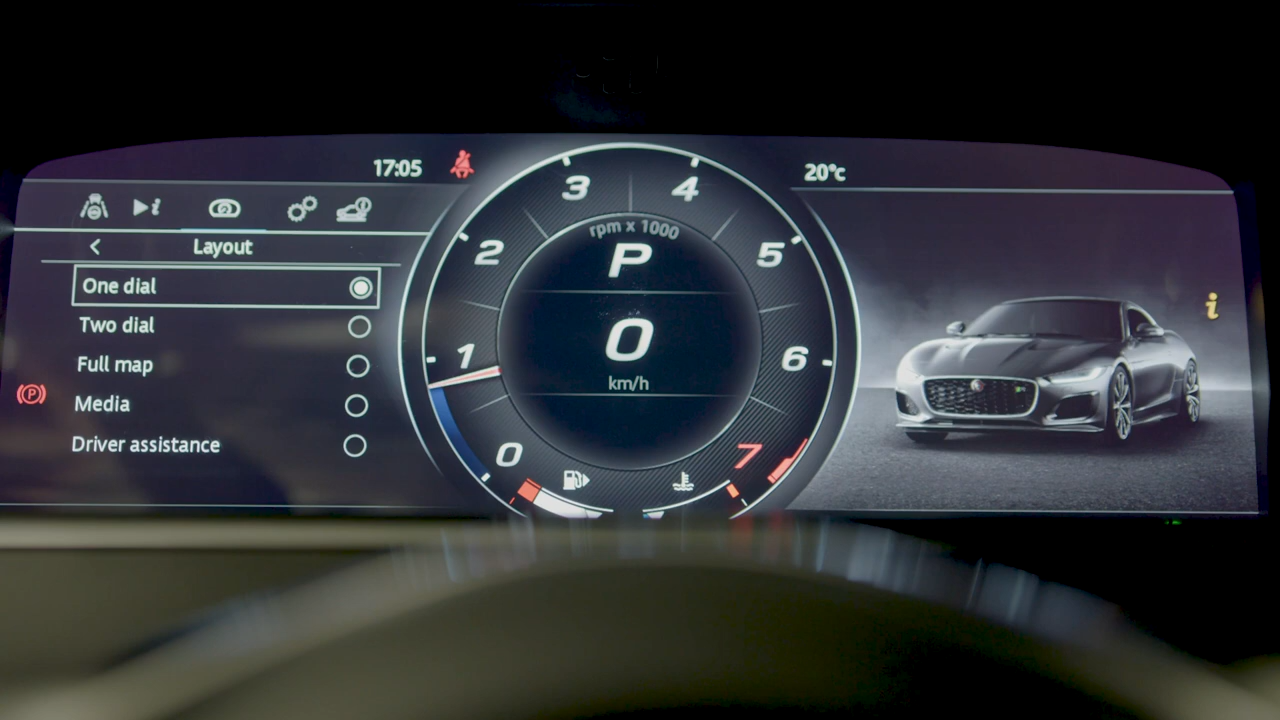 17:05
20°c
Layout
One dial
Two dial
Full map
Media
Driver assistance
P
0
1
2
3
4
5
6
7
rpm x 1000
P
0
km/h